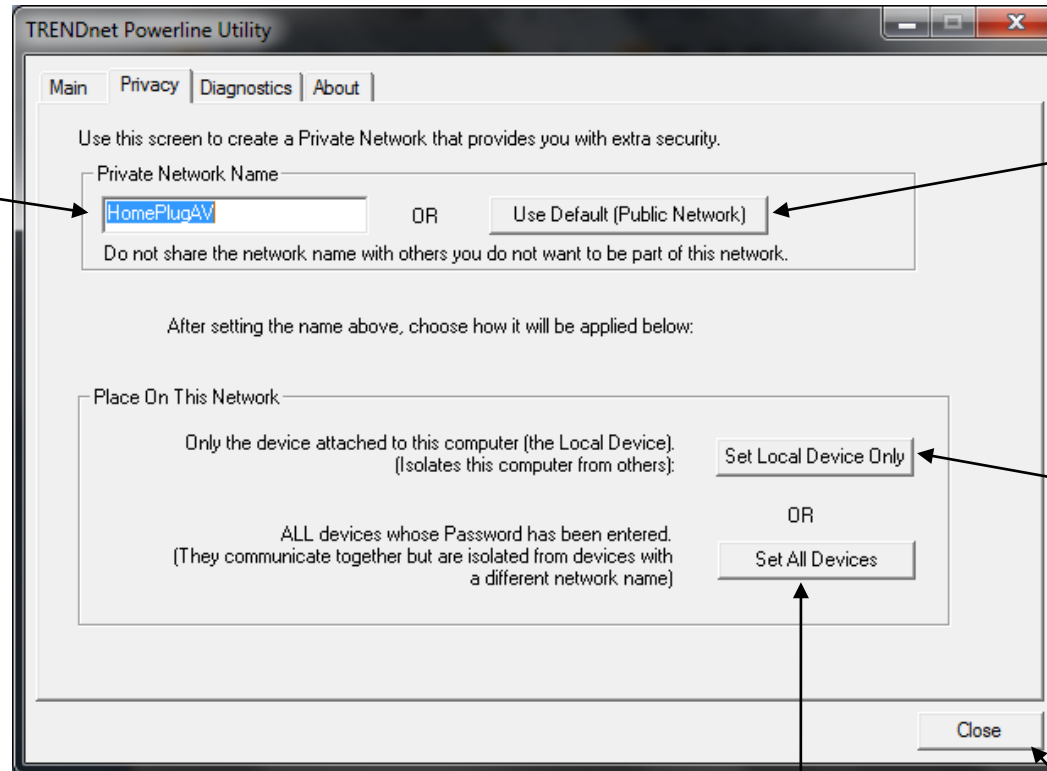 TRENDnet Powerline Utility
Main Privacy Diagnostics About
Use this screen to create a Private Network that provides you with extra security.
Private Network Name
HomePlugAV OR Use Default (Public Network)
Do not share the network name with others you do not want to be part of this network.
After setting the name above, choose how it will be applied below:
Place On This Network
Only the device attached to this computer (the Local Device).
(Isolates this computer from others):
Set Local Device Only
OR
ALL devices whose Password has been entered.
(They communicate together but are isolated from devices with
a different network name)
Set All Devices
Close